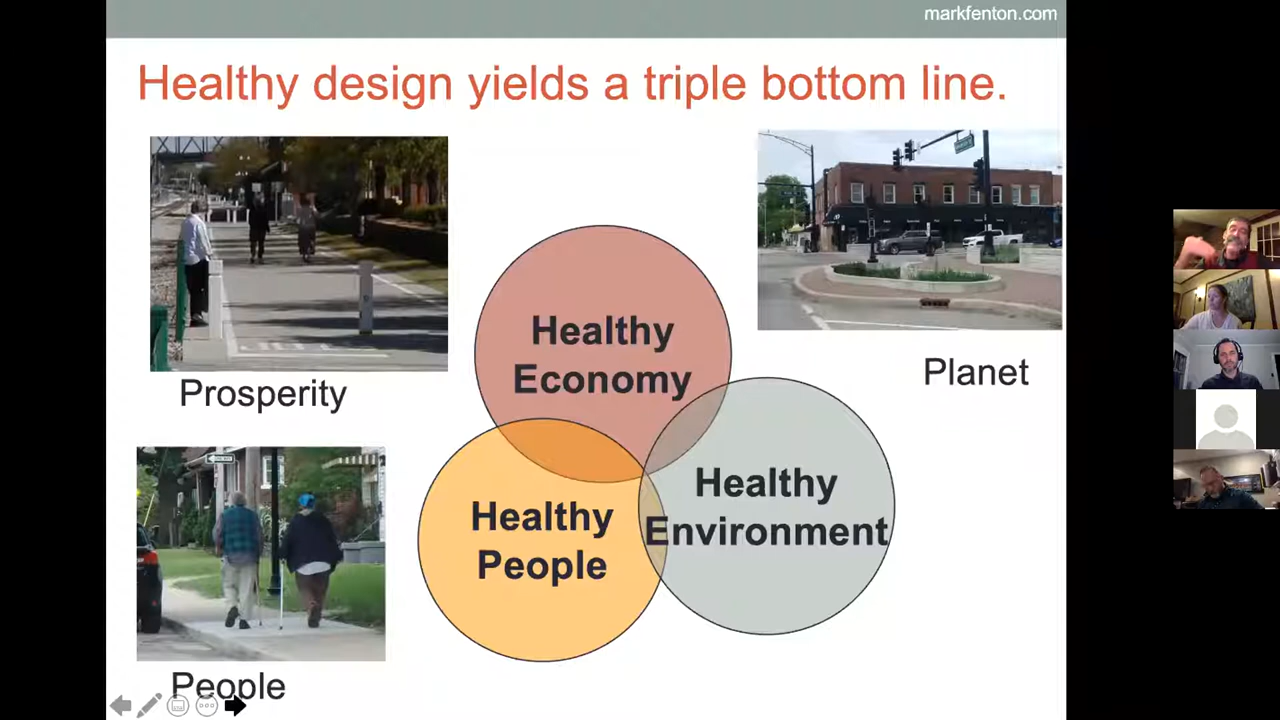 markfenton.com
Healthy design yields a triple bottom line.
Prosperity
Planet
Healthy
Economy
Healthy
People
Healthy
Environment
People